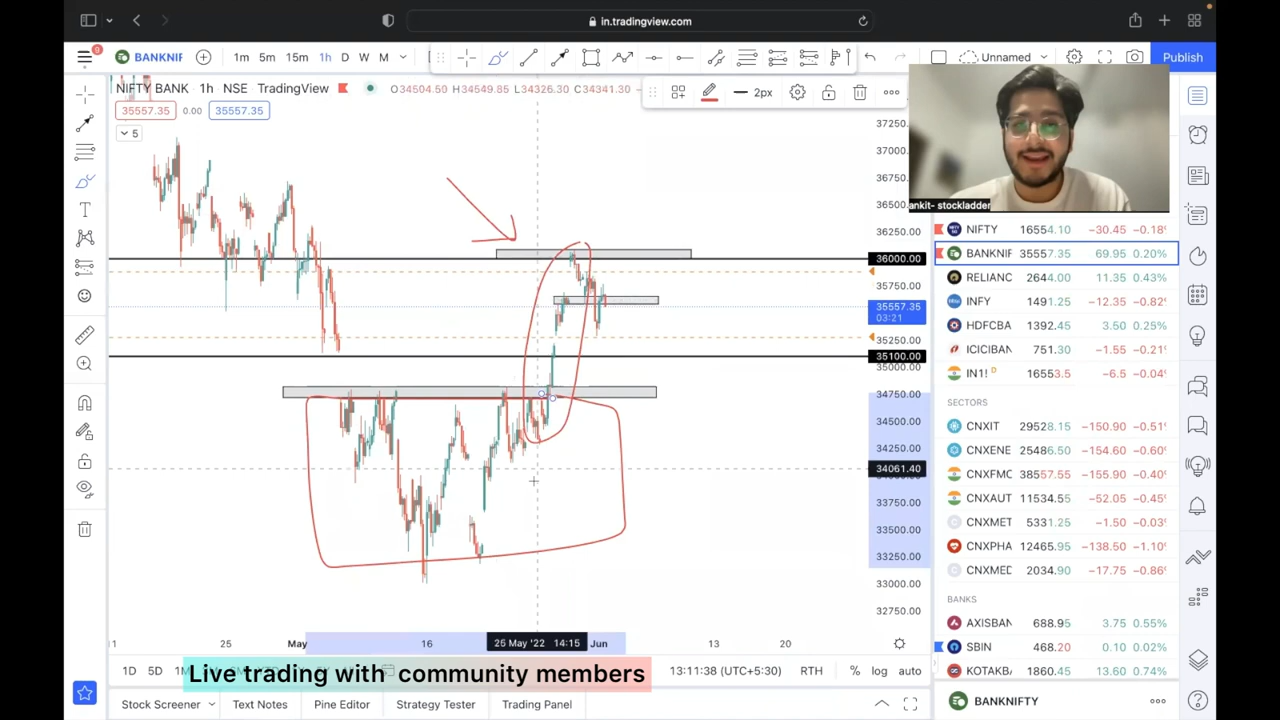 in.tradingview.com
9
BANKNIF
1m 5m 15m 1h D W M
Unnamed
Publish
2px
NIFTY BANK 1h NSE TradingView
O34504.50 H34549.85 L34326.30 C34341.30
35557.35 0.00 35557.35
5
37250.00
37000.00
36750.00
36500.00
36250.00
36000.00
35750.00
35557.35
03:21
35250.00
35100.00
35000.00
34750.00
34500.00
34250.00
34061.40
33750.00
33500.00
33250.00
33000.00
32750.00
ankit- stockladder
NIFTY 16554.10 −30.45 −0.18%
BANKNIF 35557.35 69.95 0.20%
RELIANC 2644.00 11.35 0.43%
INFY 1491.25 −12.35 −0.82%
HDFCBA 1392.45 3.50 0.25%
ICICIBAN 751.30 −1.55 −0.21%
IN1! D 16553.5 −6.5 −0.04%
SECTORS
CNXIT 29528.15 −150.90 −0.51%
CNXENE 25486.50 −154.60 −0.60%
CNXFMC 38557.55 −155.90 −0.40%
CNXAUT 11534.55 −52.05 −0.45%
CNXMET 5331.25 −1.50 −0.03%
CNXPHA 12465.95 −138.50 −1.10%
CNXMED 2034.90 −17.75 −0.86%
BANKS
AXISBAN 688.95 3.75 0.55%
SBIN 468.20 0.10 0.02%
KOTAKBA 1860.45 13.60 0.74%
25 May 16 26 May '22 14:15 Jun 13 20
1D 5D
13:11:38 (UTC+5:30) RTH % log auto
Live trading with community members
Stock Screener Text Notes Pine Editor Strategy Tester Trading Panel
BANKNIFTY